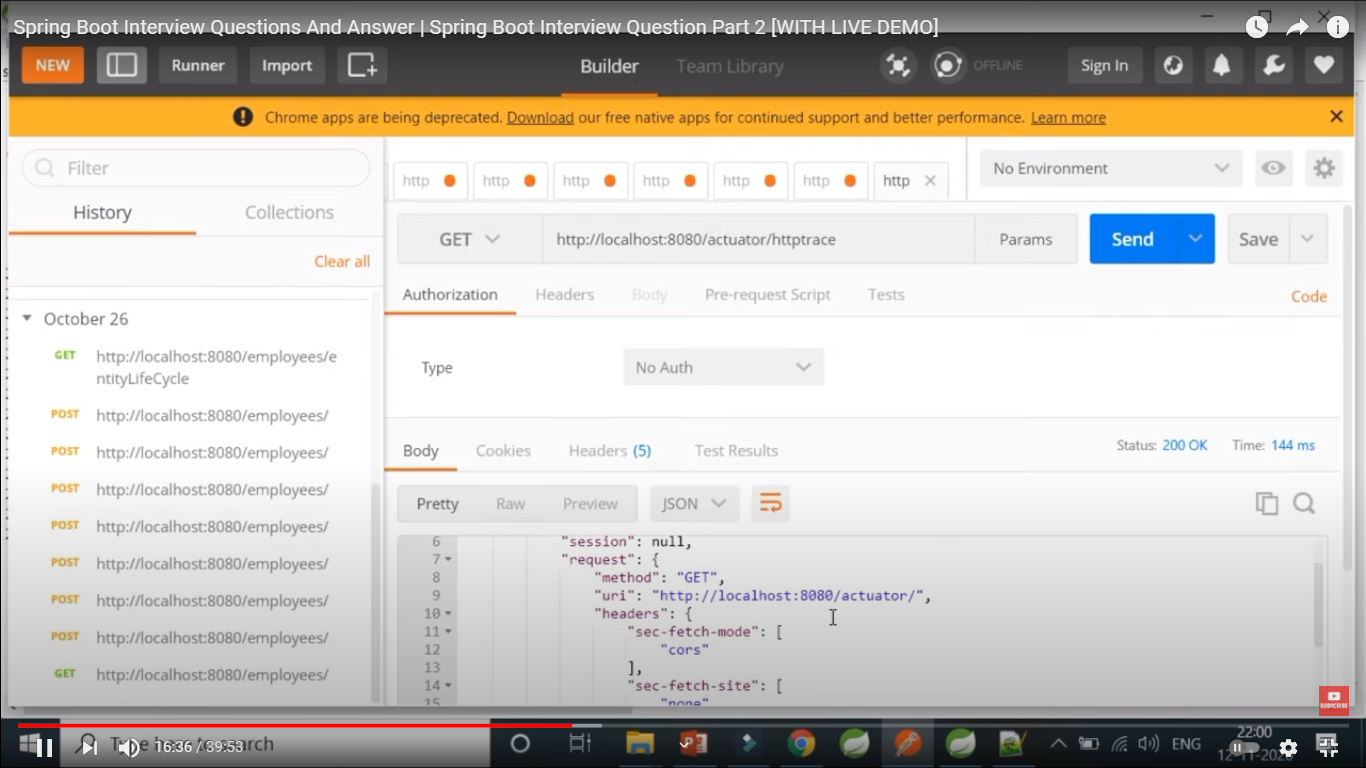 Spring Boot Interview Questions And Answer | Spring Boot Interview Question Part 2 [WITH LIVE DEMO]
NEW Runner Import Builder Team Library OFFLINE Sign In
Chrome apps are being deprecated. Download our free native apps for continued support and better performance. Learn more
Filter
http http http http http http http
No Environment
History Collections
GET http://localhost:8080/actuator/httptrace Params Send Save
Clear all
Authorization Headers Body Pre-request Script Tests Code
October 26
GET http://localhost:8080/employees/e
ntityLifeCycle
Type No Auth
POST http://localhost:8080/employees/
POST http://localhost:8080/employees/
POST http://localhost:8080/employees/
POST http://localhost:8080/employees/
POST http://localhost:8080/employees/
POST http://localhost:8080/employees/
POST http://localhost:8080/employees/
GET http://localhost:8080/employees/
Body Cookies Headers (5) Test Results Status: 200 OK Time: 144 ms
Pretty Raw Preview JSON
6 "session": null,
7 "request": {
8 "method": "GET",
9 "uri": "http://localhost:8080/actuator/",
10 "headers": {
11 "sec-fetch-mode": [
12 "cors"
13 ],
14 "sec-fetch-site": [
15 "none"
SUBSCRIBE
16:36 / 39:53
ENG
22:00